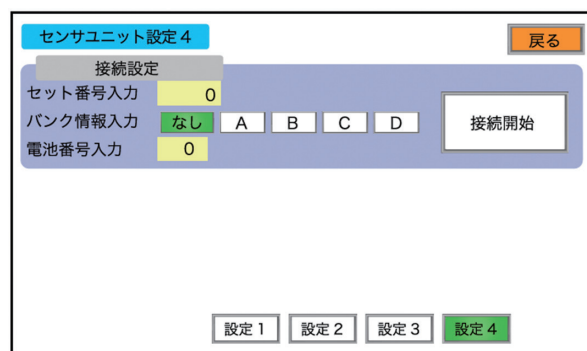 センサユニット設定4
戻る
接続設定
セット番号入力 0
バンク情報入力 なし A B C D
接続開始
電池番号入力 0
設定1 設定2 設定3 設定4